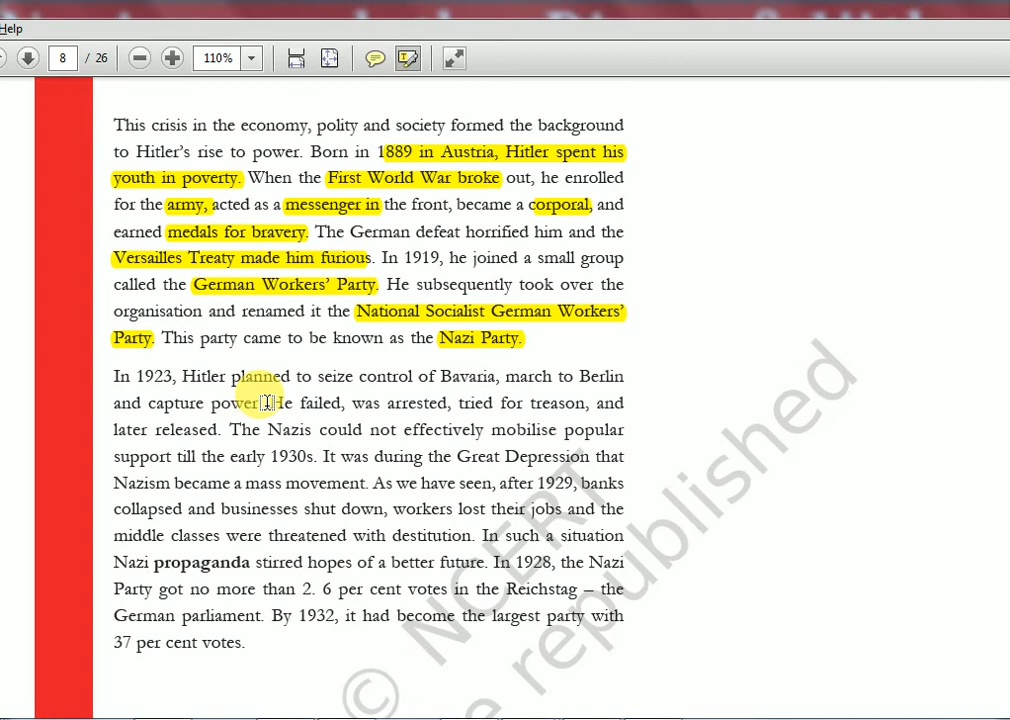 Help
8 / 26
110%
This crisis in the economy, polity and society formed the background
to Hitler's rise to power. Born in 1889 in Austria, Hitler spent his
youth in poverty. When the First World War broke out, he enrolled
for the army, acted as a messenger in the front, became a corporal, and
earned medals for bravery. The German defeat horrified him and the
Versailles Treaty made him furious. In 1919, he joined a small group
called the German Workers' Party. He subsequently took over the
organisation and renamed it the National Socialist German Workers'
Party. This party came to be known as the Nazi Party.
In 1923, Hitler planned to seize control of Bavaria, march to Berlin
and capture power. He failed, was arrested, tried for treason, and
later released. The Nazis could not effectively mobilise popular
support till the early 1930s. It was during the Great Depression that
Nazism became a mass movement. As we have seen, after 1929, banks
collapsed and businesses shut down, workers lost their jobs and the
middle classes were threatened with destitution. In such a situation
Nazi propaganda stirred hopes of a better future. In 1928, the Nazi
Party got no more than 2. 6 per cent votes in the Reichstag – the
German parliament. By 1932, it had become the largest party with
37 per cent votes.
© NCERT
republished